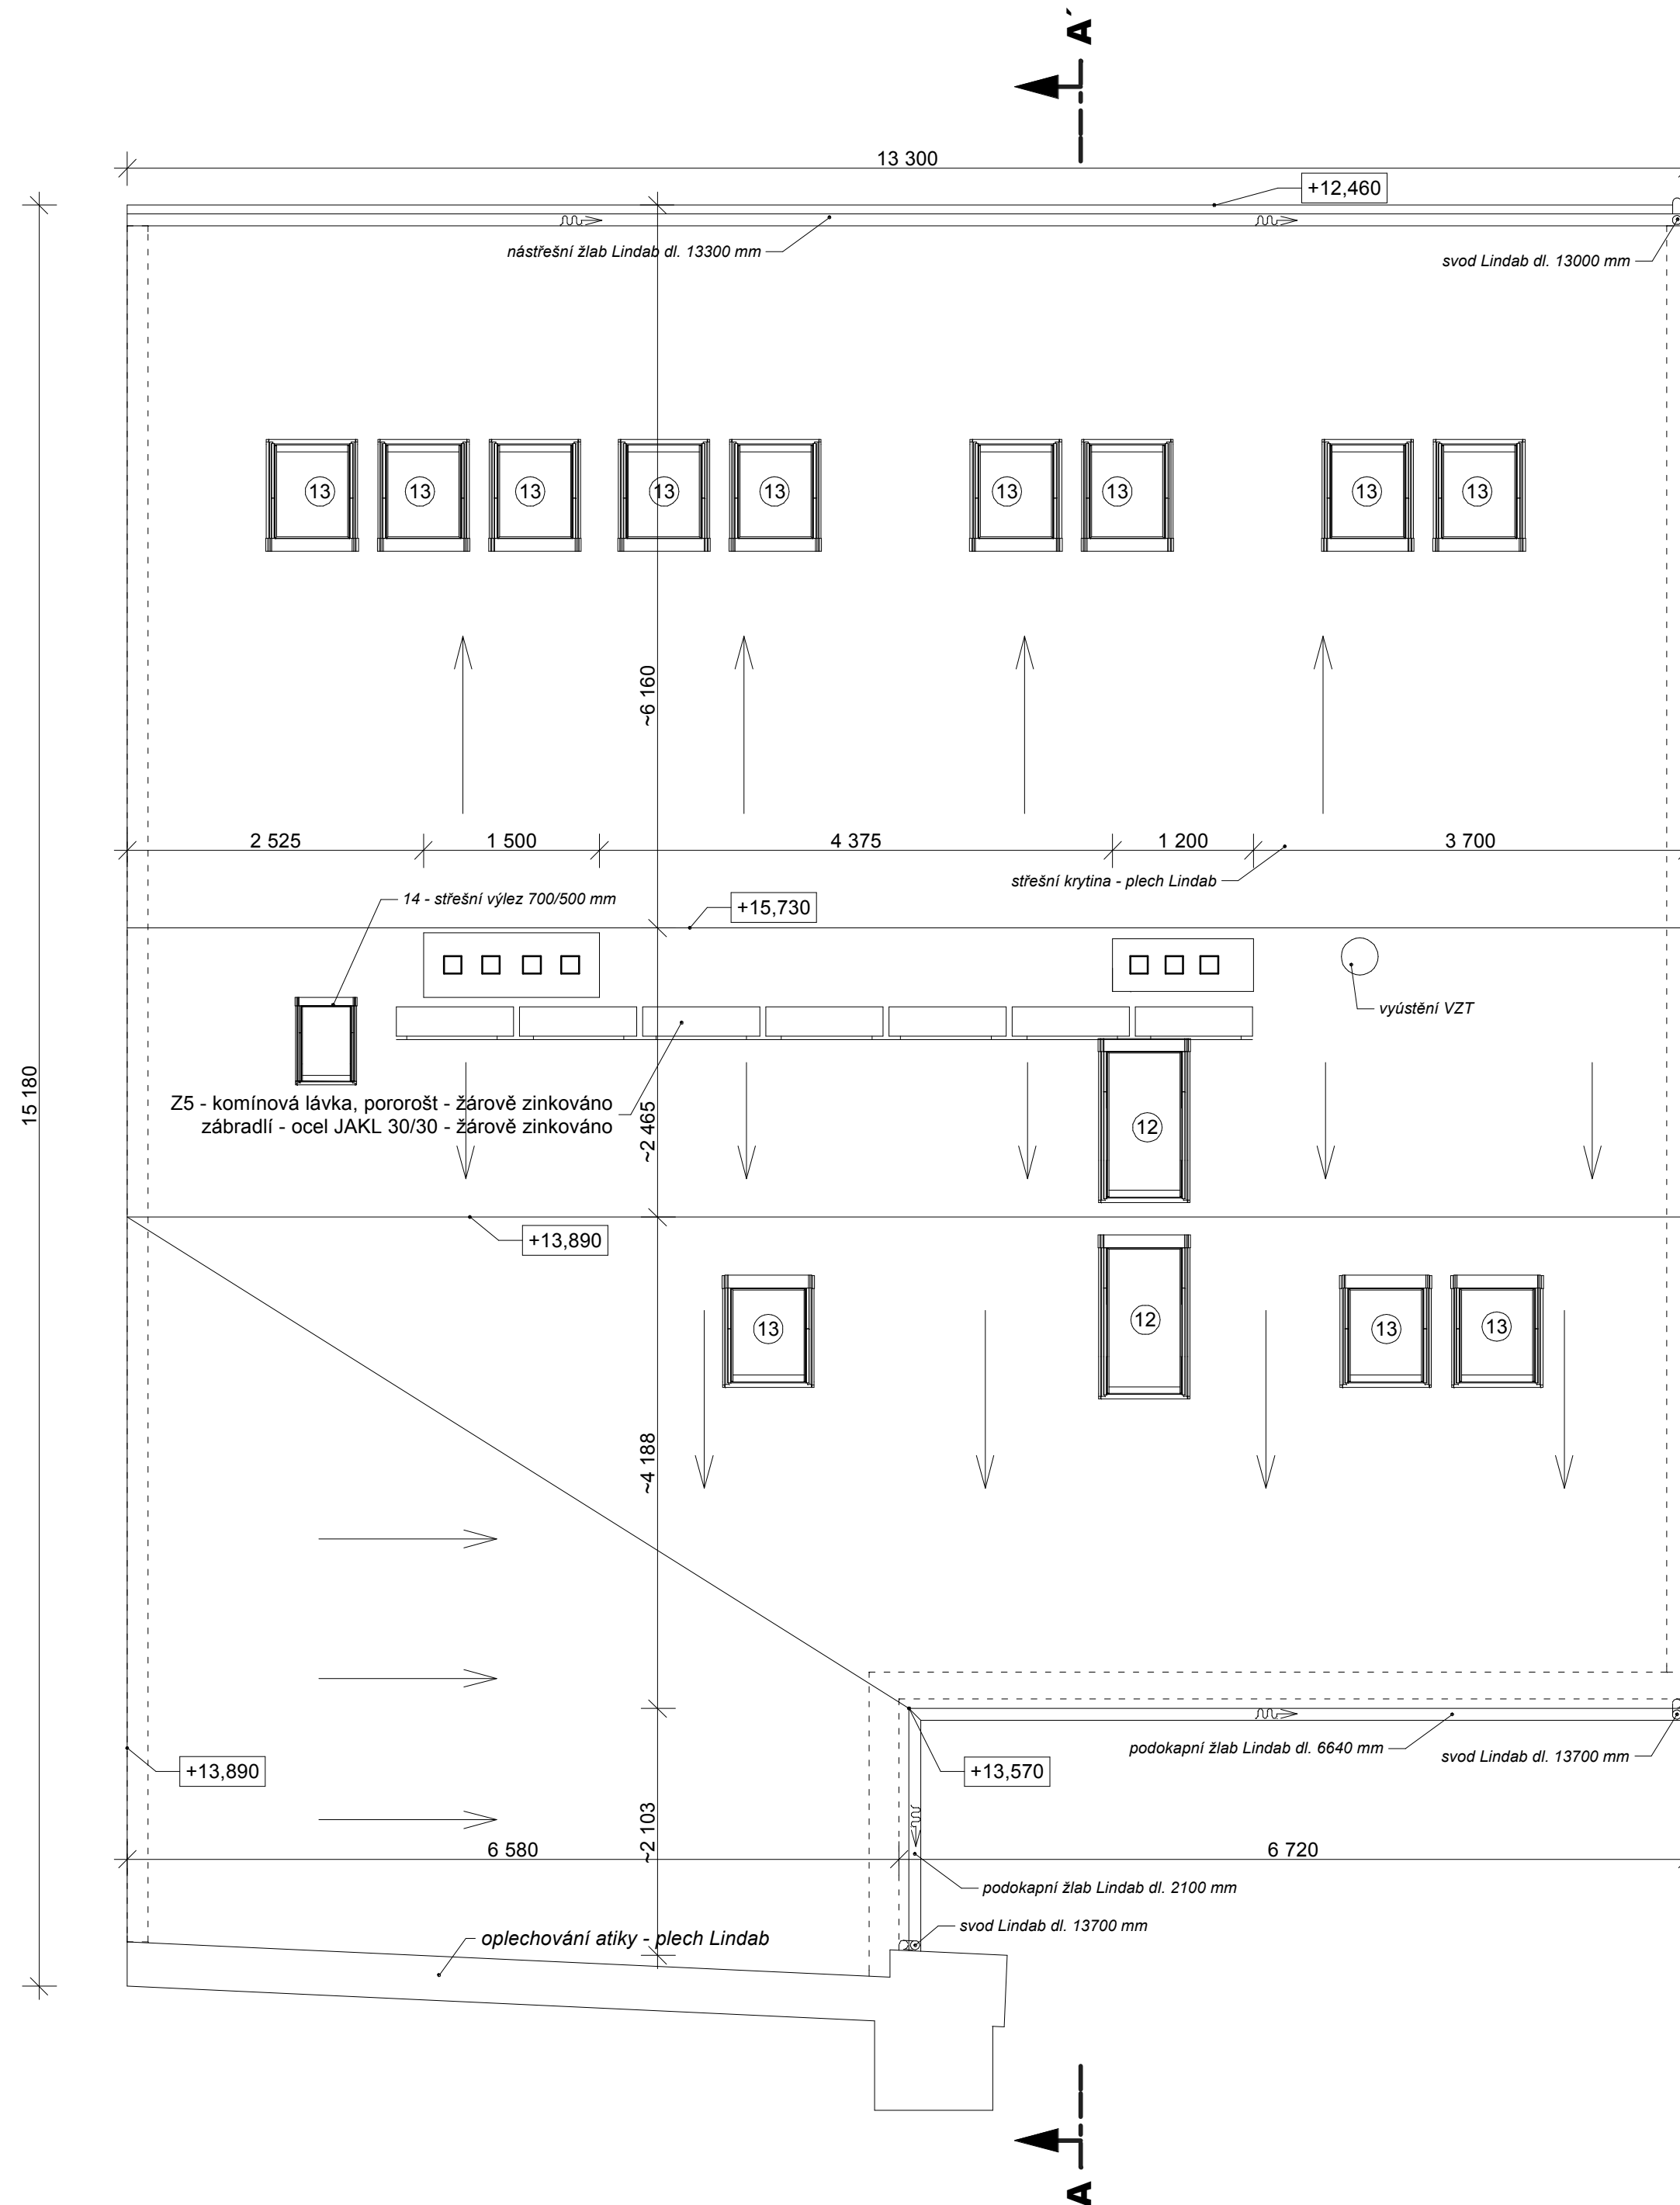 A´
13 300
+12,460
nástřešní žlab Lindab dl. 13300 mm
svod Lindab dl. 13000 mm
13
13
13
13
13
13
13
13
13
~6 160
2 525
1 500
4 375
1 200
3 700
střešní krytina - plech Lindab
14 - střešní výlez 700/500 mm
+15,730
vyústění VZT
15 180
Z5 - komínová lávka, pororošt - žárově zinkováno
zábradlí - ocel JAKL 30/30 - žárově zinkováno
~2 465
12
+13,890
12
13
13
13
~4 188
podokapní žlab Lindab dl. 6640 mm
svod Lindab dl. 13700 mm
+13,890
+13,570
~2 103
6 580
6 720
podokapní žlab Lindab dl. 2100 mm
svod Lindab dl. 13700 mm
oplechování atiky - plech Lindab
A